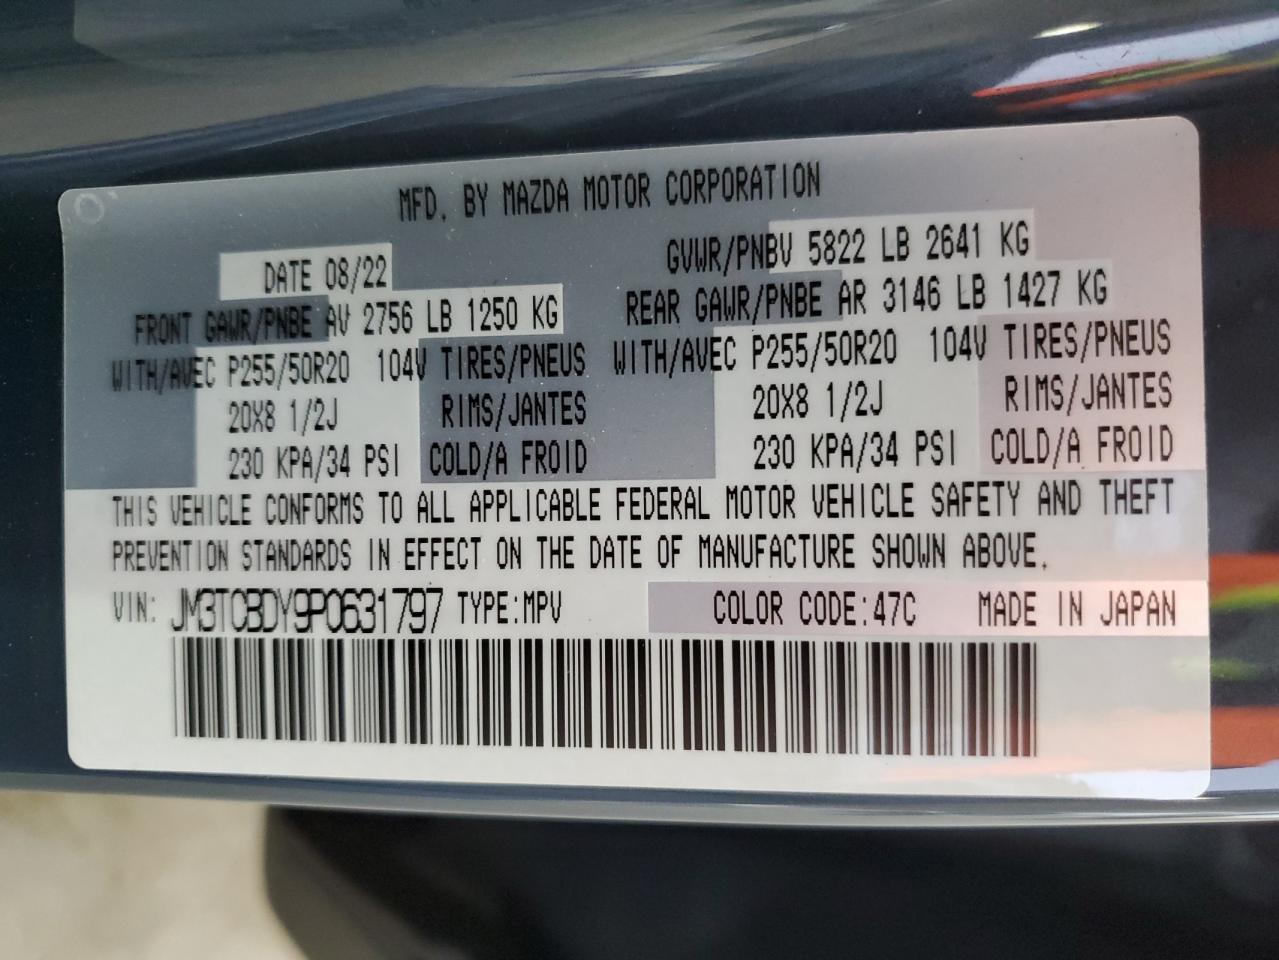 MFD. BY MAZDA MOTOR CORPORATION
DATE 08/22 GVWR/PNBV 5822 LB 2641 KG
FRONT GAWR/PNBE AV 2756 LB 1250 KG REAR GAWR/PNBE AR 3146 LB 1427 KG
WITH/AVEC P255/50R20 104V TIRES/PNEUS WITH/AVEC P255/50R20 104V TIRES/PNEUS
20X8 1/2J RIMS/JANTES 20X8 1/2J RIMS/JANTES
230 KPA/34 PSI COLD/A FROID 230 KPA/34 PSI COLD/A FROID
THIS VEHICLE CONFORMS TO ALL APPLICABLE FEDERAL MOTOR VEHICLE SAFETY AND THEFT
PREVENTION STANDARDS IN EFFECT ON THE DATE OF MANUFACTURE SHOWN ABOVE.
VIN: JM3TCBDY9P0631797 TYPE:MPV COLOR CODE:47C MADE IN JAPAN